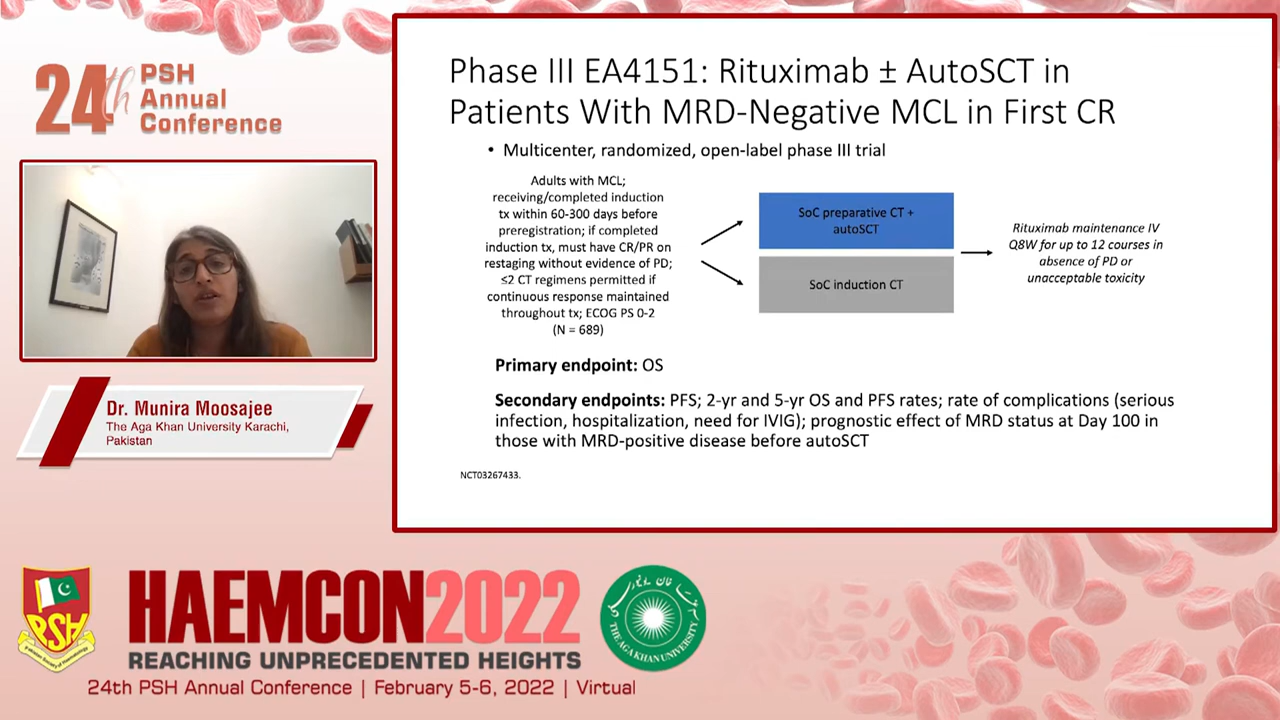 24th PSH
Annual
Conference
Dr. Munira Moosajee
The Aga Khan University Karachi,
Pakistan
Phase III EA4151: Rituximab ± AutoSCT in
Patients With MRD-Negative MCL in First CR
• Multicenter, randomized, open-label phase III trial
Adults with MCL;
receiving/completed induction
tx within 60-300 days before
preregistration; if completed
induction tx, must have CR/PR on
restaging without evidence of PD;
≤2 CT regimens permitted if
continuous response maintained
throughout tx; ECOG PS 0-2
(N = 689)
SoC preparative CT +
autoSCT
SoC induction CT
Rituximab maintenance IV
Q8W for up to 12 courses in
absence of PD or
unacceptable toxicity
Primary endpoint: OS
Secondary endpoints: PFS; 2-yr and 5-yr OS and PFS rates; rate of complications (serious
infection, hospitalization, need for IVIG); prognostic effect of MRD status at Day 100 in
those with MRD-positive disease before autoSCT
NCT03267433.
PSH
HAEMCON2022
REACHING UNPRECEDENTED HEIGHTS
THE AGA KHAN UNIVERSITY
24th PSH Annual Conference | February 5-6, 2022 | Virtual